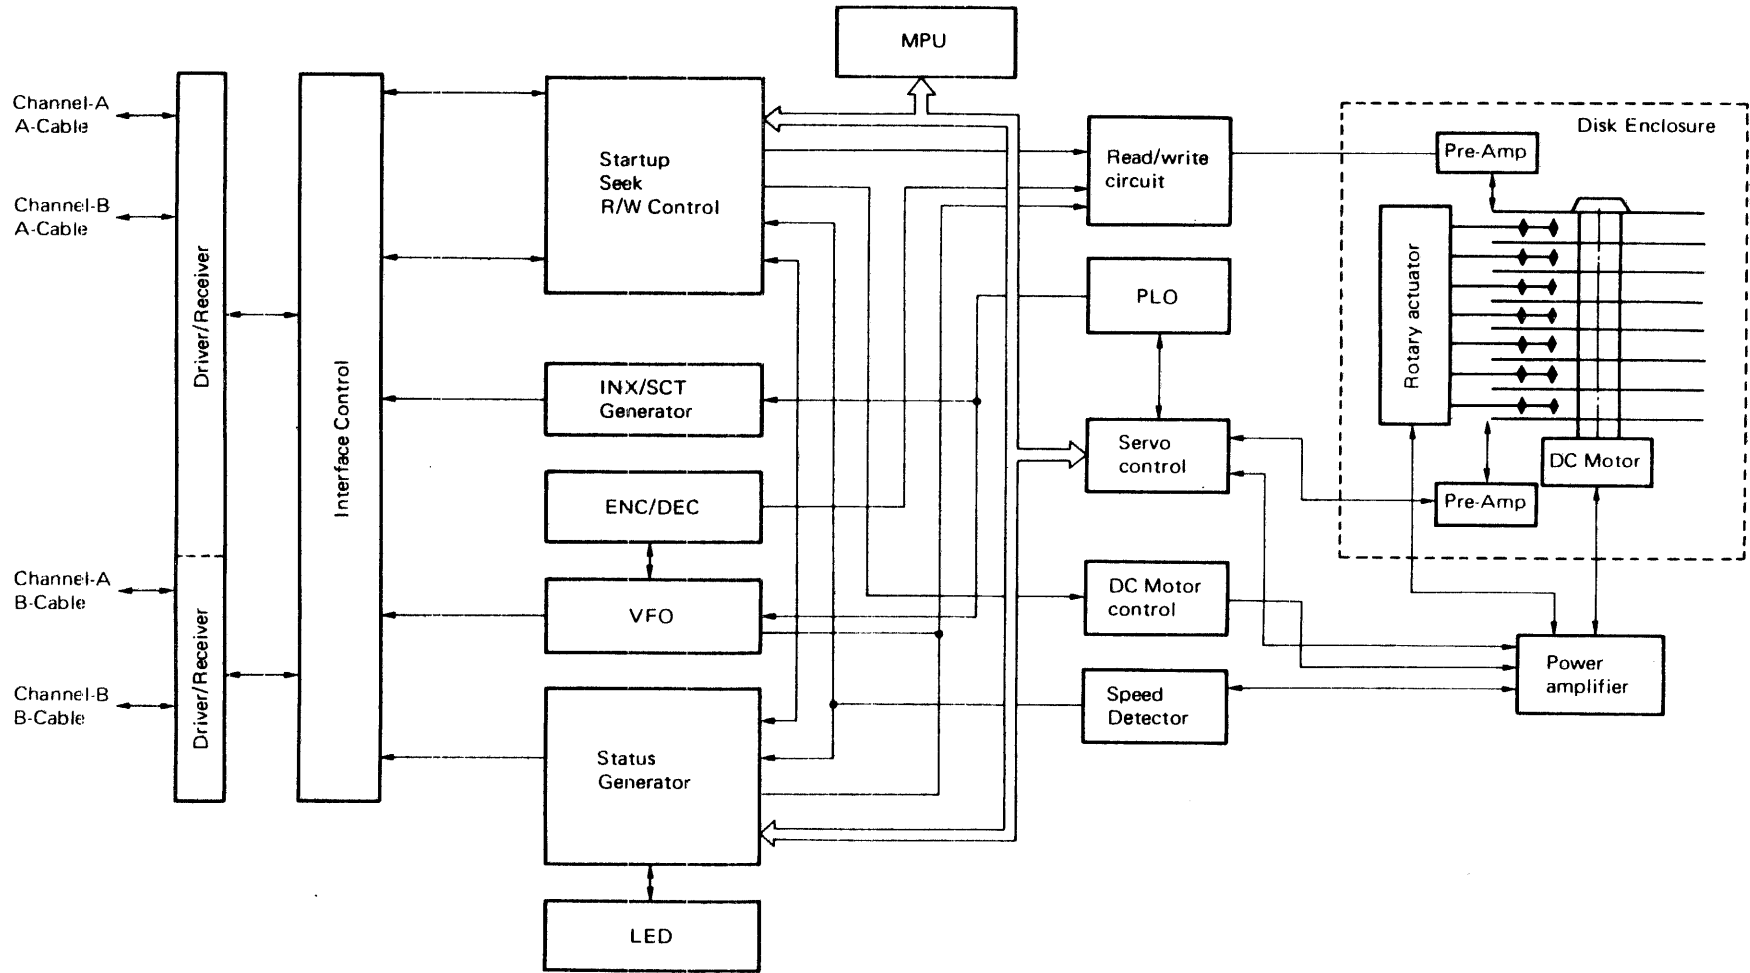 MPU
Channel-A
A-Cable
Channel-B
A-Cable
Driver/Receiver
Channel-A
B-Cable
Channel-B
B-Cable
Driver/Receiver
Interface Control
Startup
Seek
R/W Control
INX/SCT
Generator
ENC/DEC
VFO
Status
Generator
LED
Read/write
circuit
PLO
Servo
control
DC Motor
control
Speed
Detector
Disk Enclosure
Pre-Amp
Rotary actuator
DC Motor
Pre-Amp
Power
amplifier